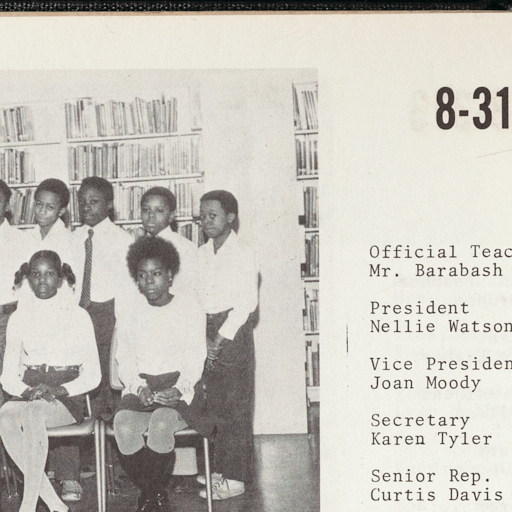 8-31
Official Teac
Mr. Barabash
President
Nellie Watson
Vice Presiden
Joan Moody
Secretary
Karen Tyler
Senior Rep.
Curtis Davis